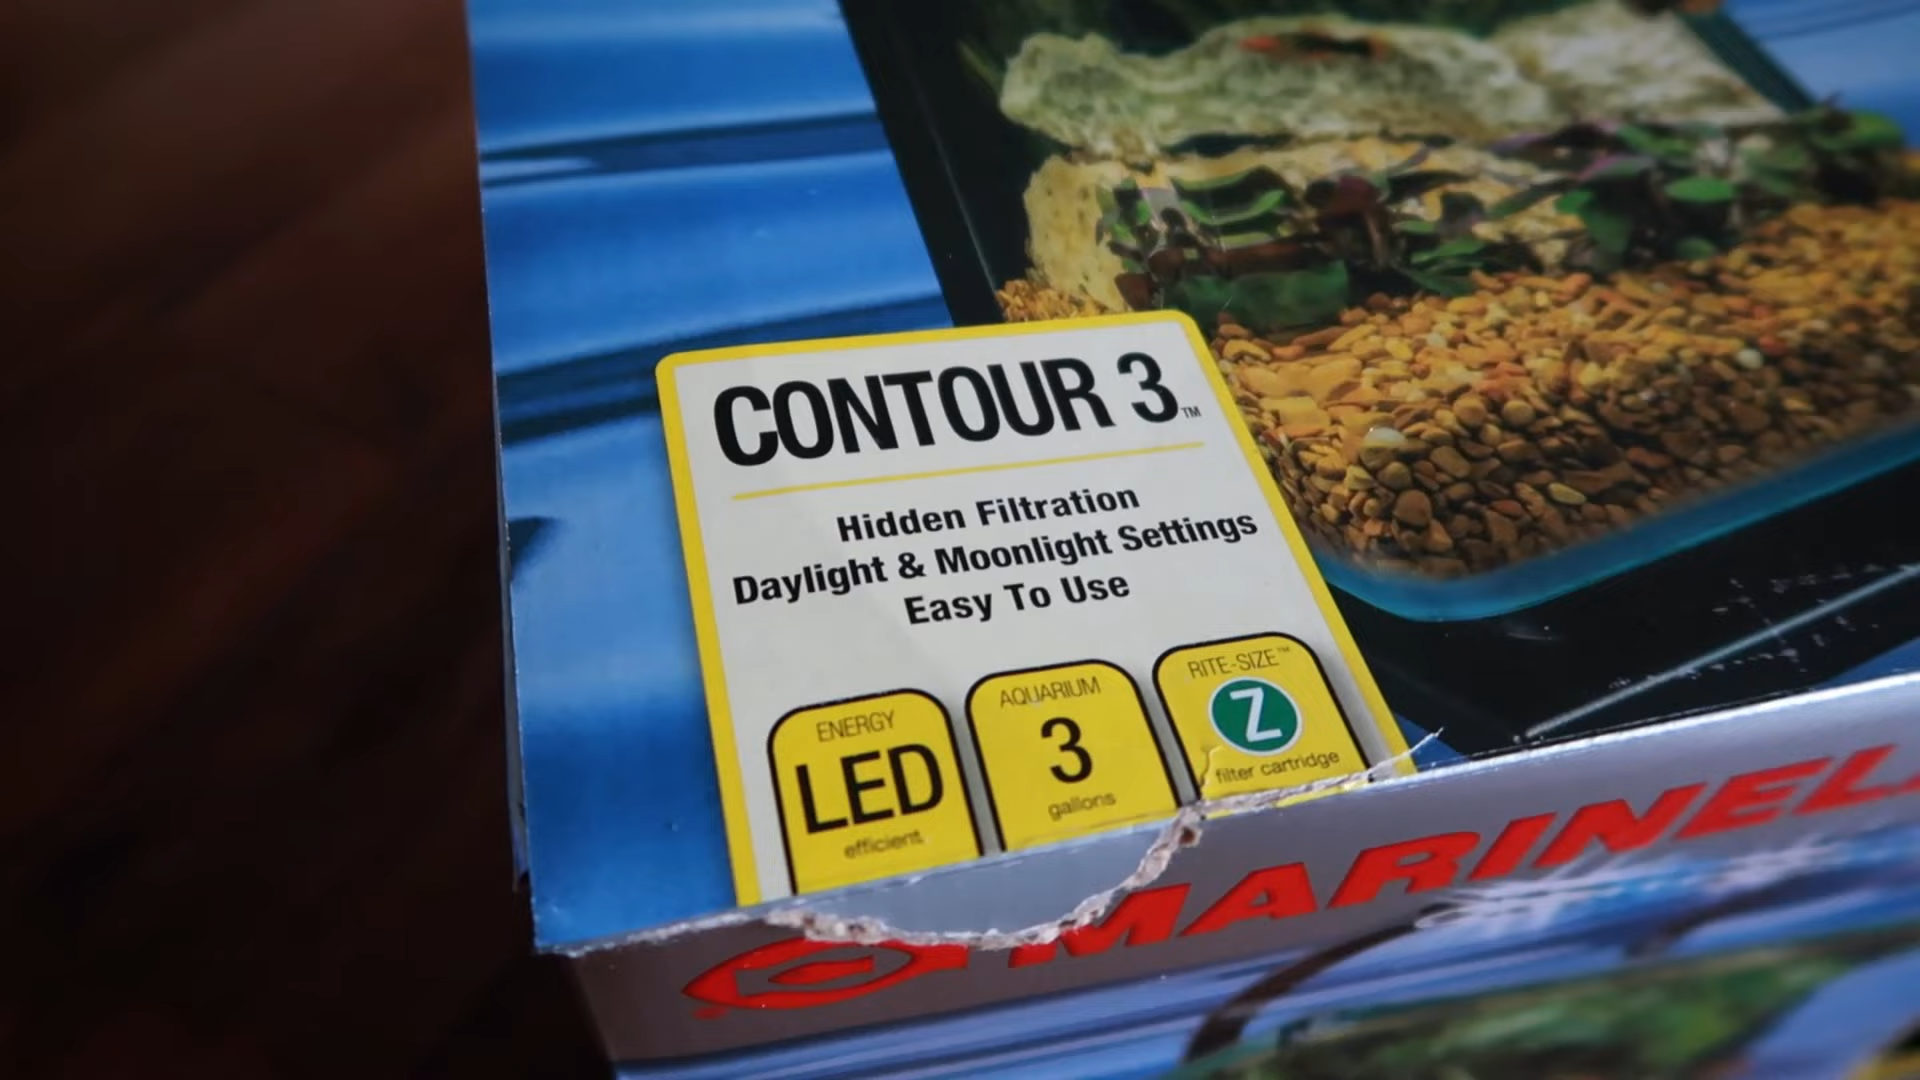 CONTOUR 3™
Hidden Filtration
Daylight & Moonlight Settings
Easy To Use
ENERGY
LED
efficient
AQUARIUM
3
gallons
RITE-SIZE™
Z
filter cartridge
MARINEL